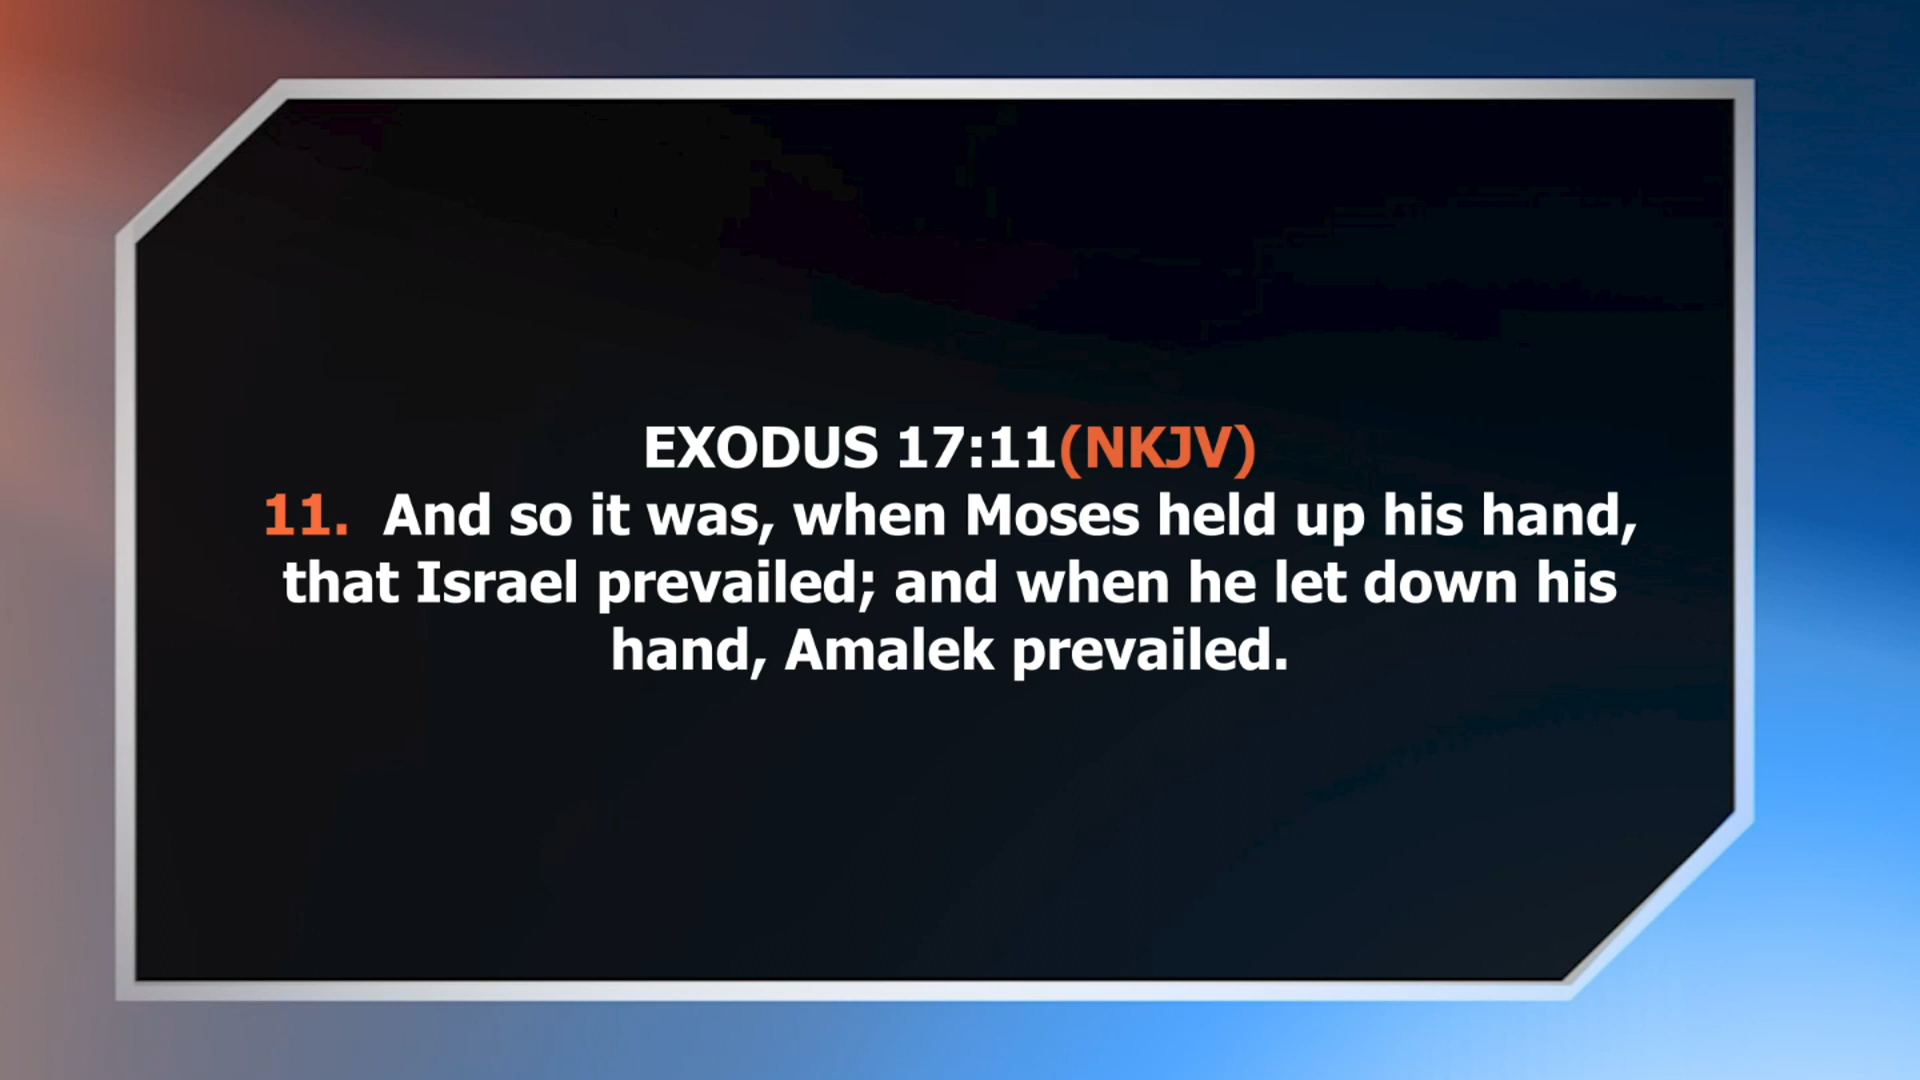 EXODUS 17:11(NKJV)
11. And so it was, when Moses held up his hand,
that Israel prevailed; and when he let down his
hand, Amalek prevailed.